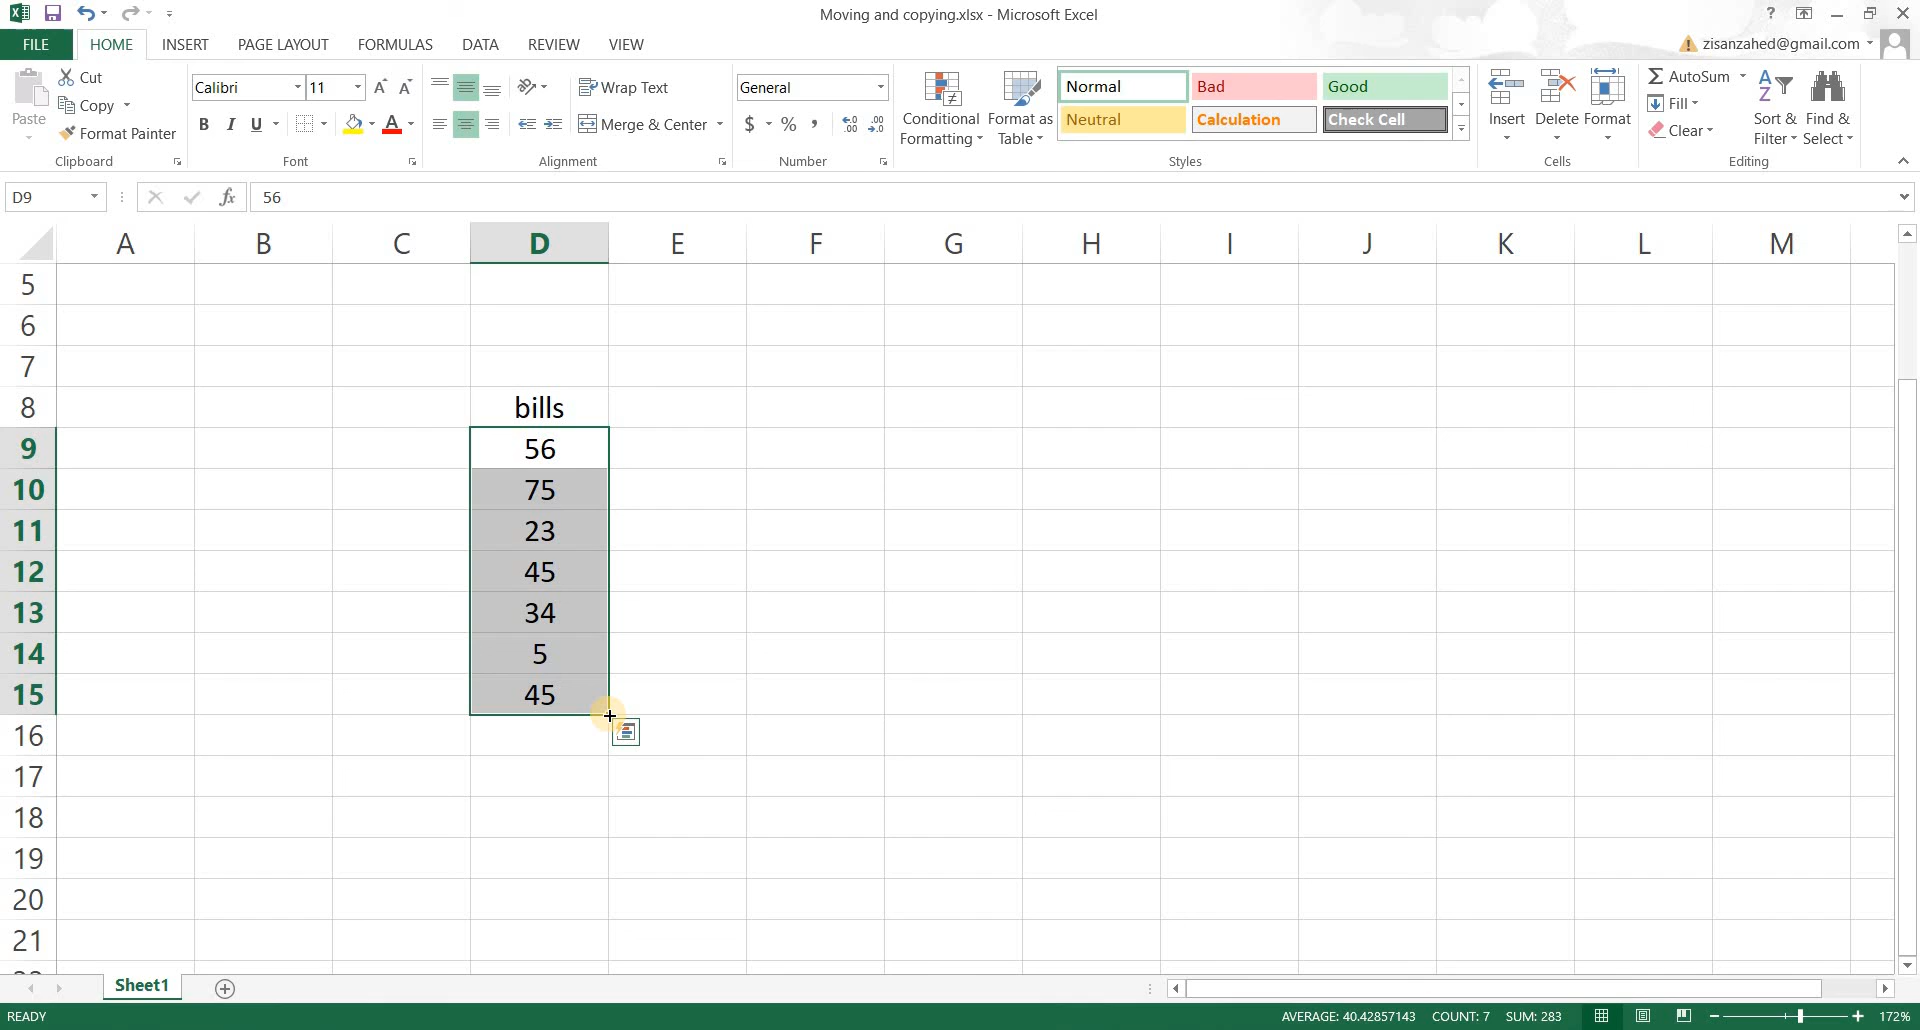 Moving and copying.xlsx - Microsoft Excel
?
FILE HOME INSERT PAGE LAYOUT FORMULAS DATA REVIEW VIEW
zisanzahed@gmail.com
Paste
Cut
Copy
Format Painter
Clipboard
Calibri 11
B I U
Font
Wrap Text
Merge & Center
Alignment
General
$ % ,
Number
Conditional Formatting
Format as Table
Normal Bad Good
Neutral Calculation Check Cell
Styles
Insert Delete Format
Cells
AutoSum
Fill
Clear
Sort & Filter
Find & Select
Editing
D9 fx 56
A B C D E F G H I J K L M
5
6
7
8 bills
9 56
10 75
11 23
12 45
13 34
14 5
15 45
16
17
18
19
20
21
Sheet1
READY AVERAGE: 40.42857143 COUNT: 7 SUM: 283 172%